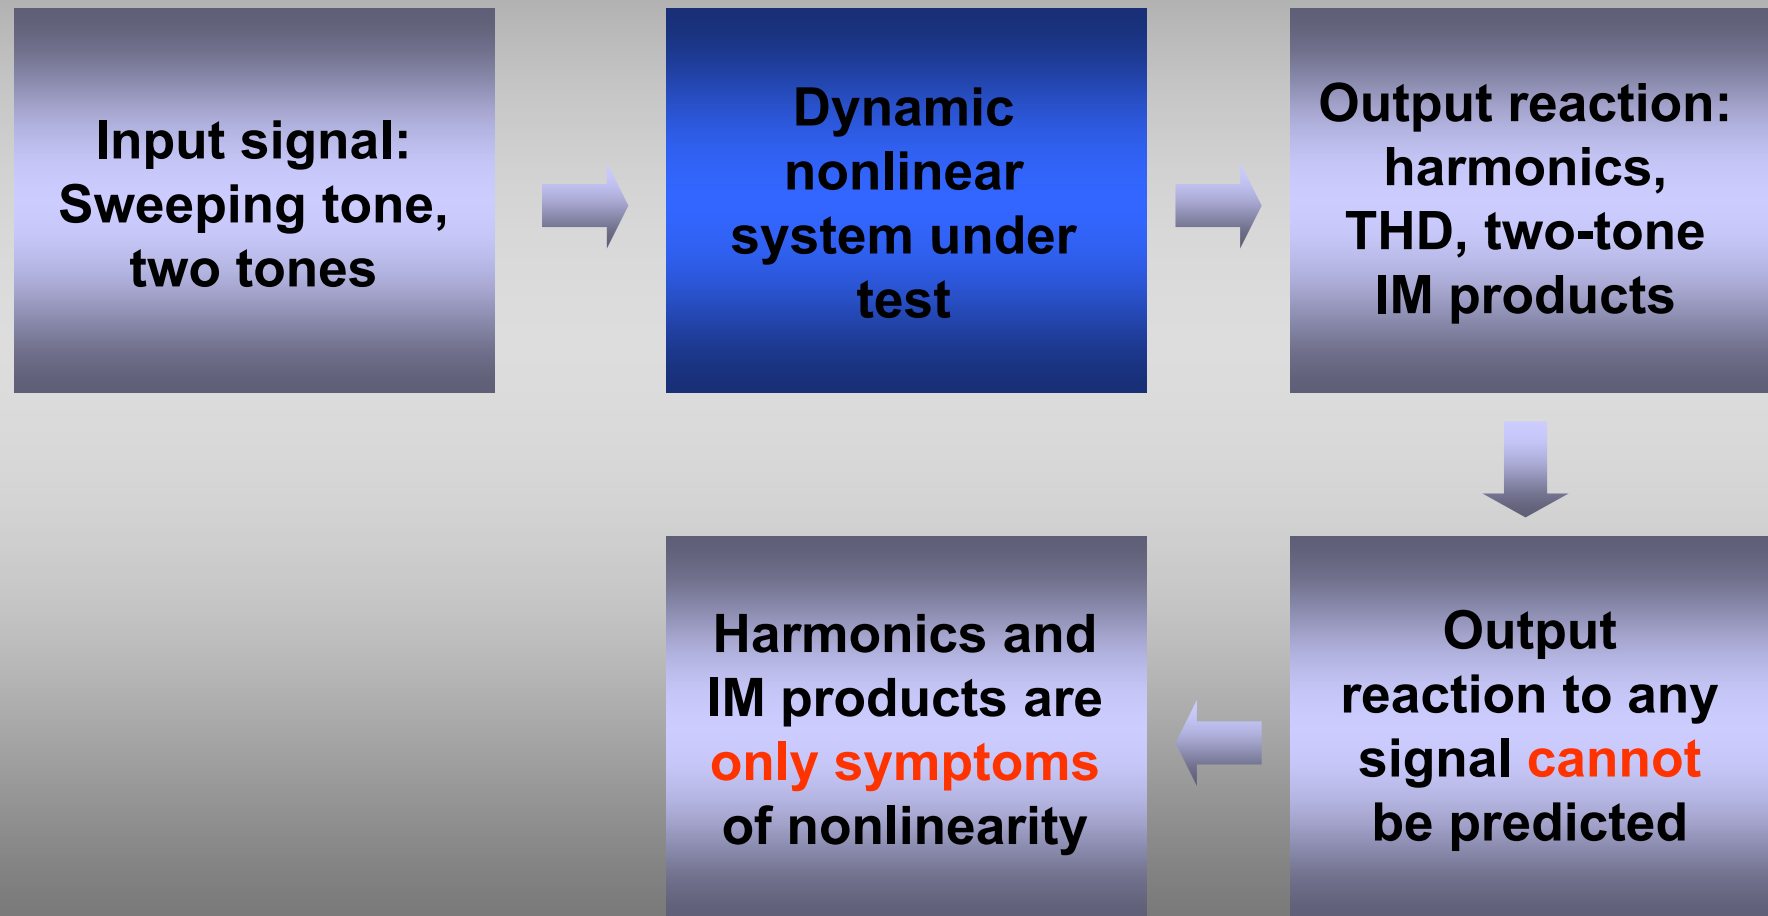 Input signal:
Sweeping tone,
two tones
Dynamic
nonlinear
system under
test
Output reaction:
harmonics,
THD, two-tone
IM products
Output
reaction to any
signal cannot
be predicted
Harmonics and
IM products are
only symptoms
of nonlinearity